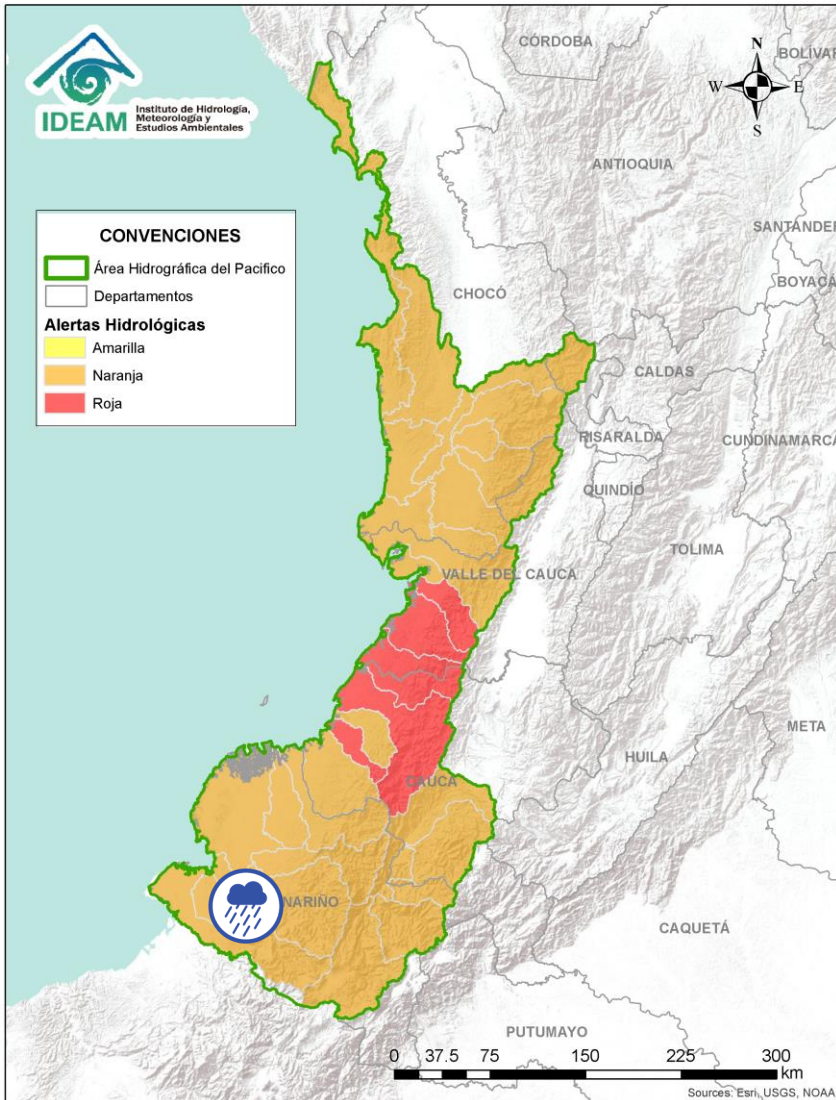 IDEAM
Instituto de Hidrología,
Meteorología y
Estudios Ambientales
CÓRDOBA
BOLÍVAR
N
W
E
S
ANTIOQUIA
SANTANDER
BOYACÁ
CONVENCIONES
Área Hidrográfica del Pacifico
Departamentos
Alertas Hidrológicas
Amarilla
Naranja
Roja
CHOCÓ
CALDAS
RISARALDA
CUNDINAMARCA
QUINDÍO
TOLIMA
VALLE DEL CAUCA
META
HUILA
CAUCA
NARIÑO
CAQUETÁ
PUTUMAYO
0 37.5 75 150 225 300
km
Sources: Esri, USGS, NOAA